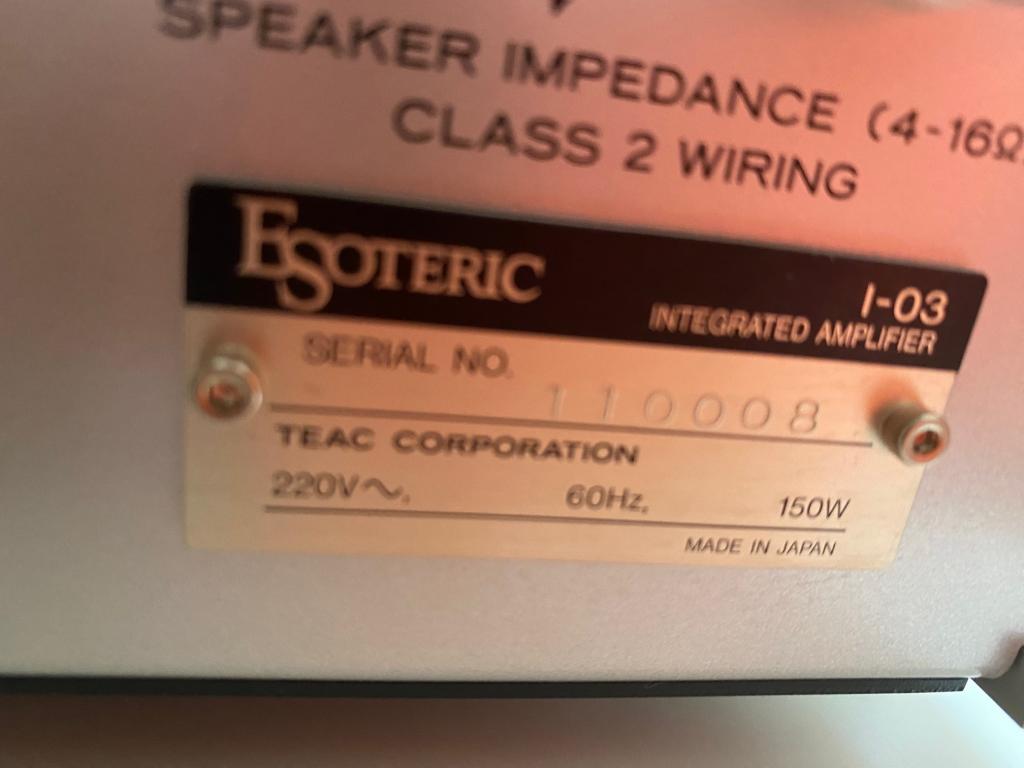 SPEAKER IMPEDANCE (4-16Ω)
CLASS 2 WIRING
ESOTERIC
I-03
INTEGRATED AMPLIFIER
SERIAL NO.
110008
TEAC CORPORATION
220V∼, 60Hz, 150W
MADE IN JAPAN